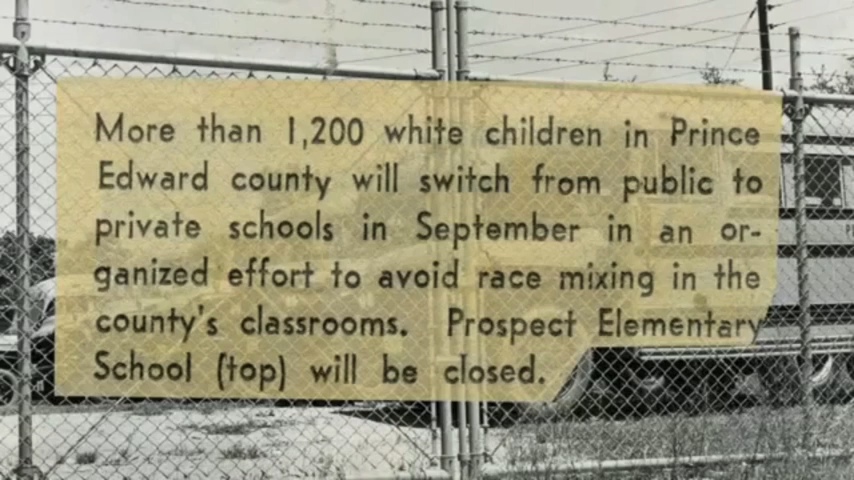 More than 1,200 white children in Prince
Edward county will switch from public to
private schools in September in an or-
ganized effort to avoid race mixing in the
county's classrooms. Prospect Elementary
School (top) will be closed.